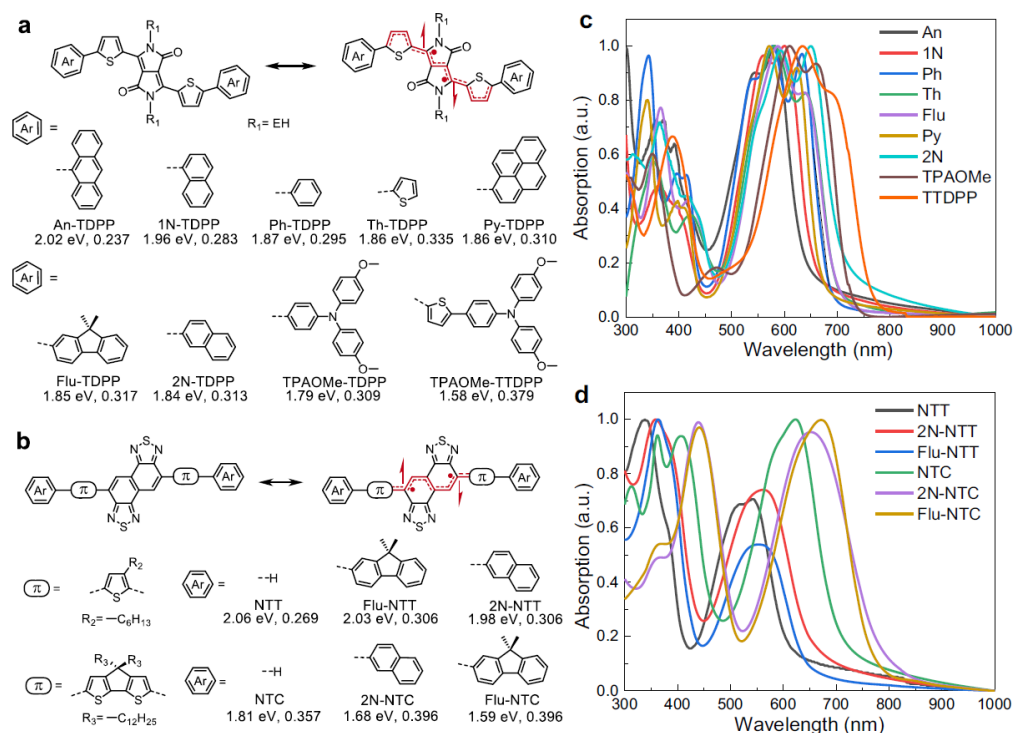 a
R1
R1
Ar
S
N
O
O
N
S
Ar
R1
R1
Ar
S
N
O
O
N
S
Ar
R1= EH
Ar =
S
An-TDPP 1N-TDPP Ph-TDPP Th-TDPP Py-TDPP
2.02 eV, 0.237 1.96 eV, 0.283 1.87 eV, 0.295 1.86 eV, 0.335 1.86 eV, 0.310
Ar =
O
N
O
S
O
N
O
Flu-TDPP 2N-TDPP TPAOMe-TDPP TPAOMe-TTDPP
1.85 eV, 0.317 1.84 eV, 0.313 1.79 eV, 0.309 1.58 eV, 0.379
b
N S N
Ar π π Ar
N S N
N S N
Ar π π Ar
N S N
π =
R2
S
R2= —C6H13
Ar =
--H
NTT Flu-NTT 2N-NTT
2.06 eV, 0.269 2.03 eV, 0.306 1.98 eV, 0.306
π =
R3 R3
S S
R3= —C12H25
Ar =
--H
NTC 2N-NTC Flu-NTC
1.81 eV, 0.357 1.68 eV, 0.396 1.59 eV, 0.396
c
Absorption (a.u.)
1.0
0.8
0.6
0.4
0.2
0.0
300 400 500 600 700 800 900 1000
Wavelength (nm)
An
1N
Ph
Th
Flu
Py
2N
TPAOMe
TTDPP
d
Absorption (a.u.)
1.0
0.8
0.6
0.4
0.2
0.0
300 400 500 600 700 800 900 1000
Wavelength (nm)
NTT
2N-NTT
Flu-NTT
NTC
2N-NTC
Flu-NTC